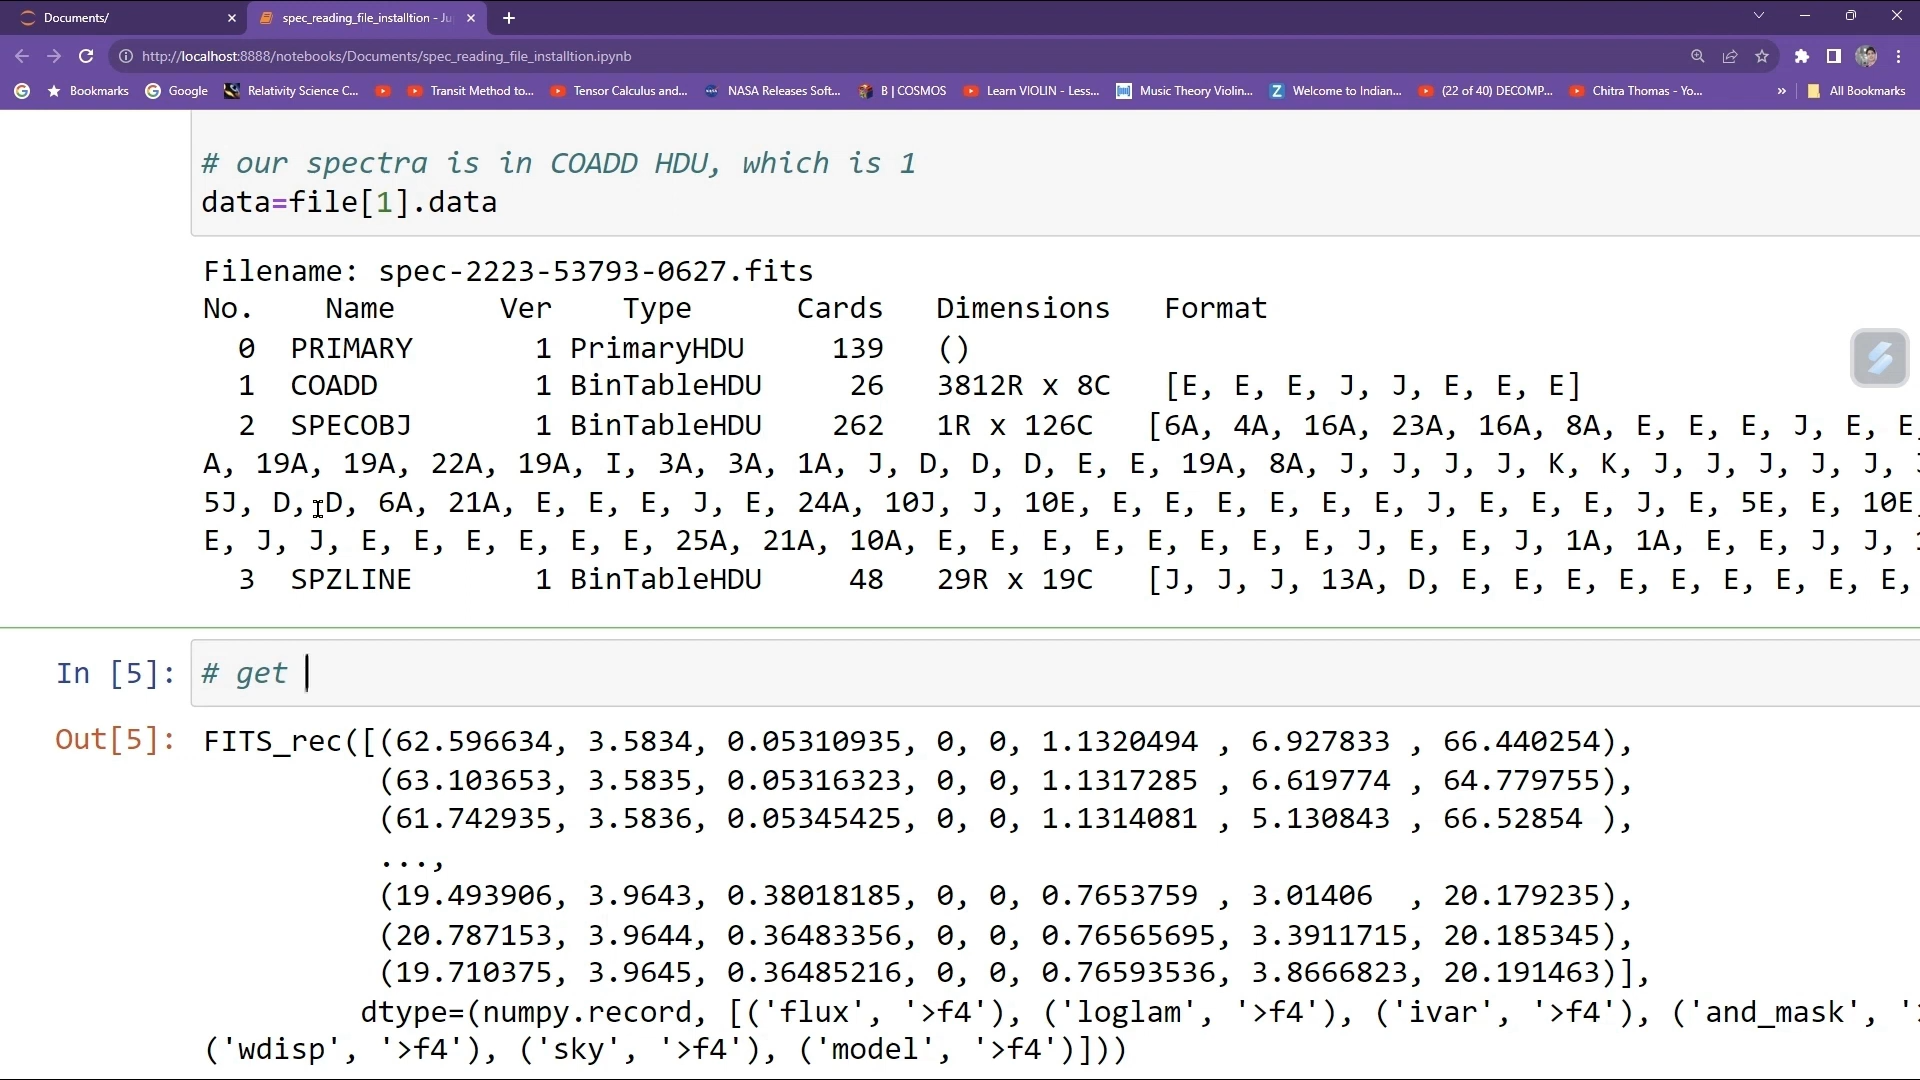 Documents/
spec_reading_file_installtion - Ju
http://localhost:8888/notebooks/Documents/spec_reading_file_installtion.ipynb
Bookmarks Google Relativity Science C... Transit Method to... Tensor Calculus and... NASA Releases Soft... B | COSMOS Learn VIOLIN - Less... Music Theory Violin... Welcome to Indian... (22 of 40) DECOMP... Chitra Thomas - Yo... » All Bookmarks
# our spectra is in COADD HDU, which is 1
data=file[1].data
Filename: spec-2223-53793-0627.fits
No. Name Ver Type Cards Dimensions Format
0 PRIMARY 1 PrimaryHDU 139 ()
1 COADD 1 BinTableHDU 26 3812R x 8C [E, E, E, J, J, E, E, E]
2 SPECOBJ 1 BinTableHDU 262 1R x 126C [6A, 4A, 16A, 23A, 16A, 8A, E, E, E, J, E, E
A, 19A, 19A, 22A, 19A, I, 3A, 3A, 1A, J, D, D, D, E, E, 19A, 8A, J, J, J, J, K, K, J, J, J, J, J,
5J, D, D, 6A, 21A, E, E, E, J, E, 24A, 10J, J, 10E, E, E, E, E, E, E, J, E, E, E, J, E, 5E, E, 10E
E, J, J, E, E, E, E, E, E, 25A, 21A, 10A, E, E, E, E, E, E, E, E, J, E, E, J, 1A, 1A, E, E, J, J,
3 SPZLINE 1 BinTableHDU 48 29R x 19C [J, J, J, 13A, D, E, E, E, E, E, E, E, E, E,
In [5]: # get
Out[5]: FITS_rec([(62.596634, 3.5834, 0.05310935, 0, 0, 1.1320494 , 6.927833 , 66.440254),
(63.103653, 3.5835, 0.05316323, 0, 0, 1.1317285 , 6.619774 , 64.779755),
(61.742935, 3.5836, 0.05345425, 0, 0, 1.1314081 , 5.130843 , 66.52854 ),
...,
(19.493906, 3.9643, 0.38018185, 0, 0, 0.7653759 , 3.01406 , 20.179235),
(20.787153, 3.9644, 0.36483356, 0, 0, 0.76565695, 3.3911715, 20.185345),
(19.710375, 3.9645, 0.36485216, 0, 0, 0.76593536, 3.8666823, 20.191463)],
dtype=(numpy.record, [('flux', '>f4'), ('loglam', '>f4'), ('ivar', '>f4'), ('and_mask', '
('wdisp', '>f4'), ('sky', '>f4'), ('model', '>f4')]))